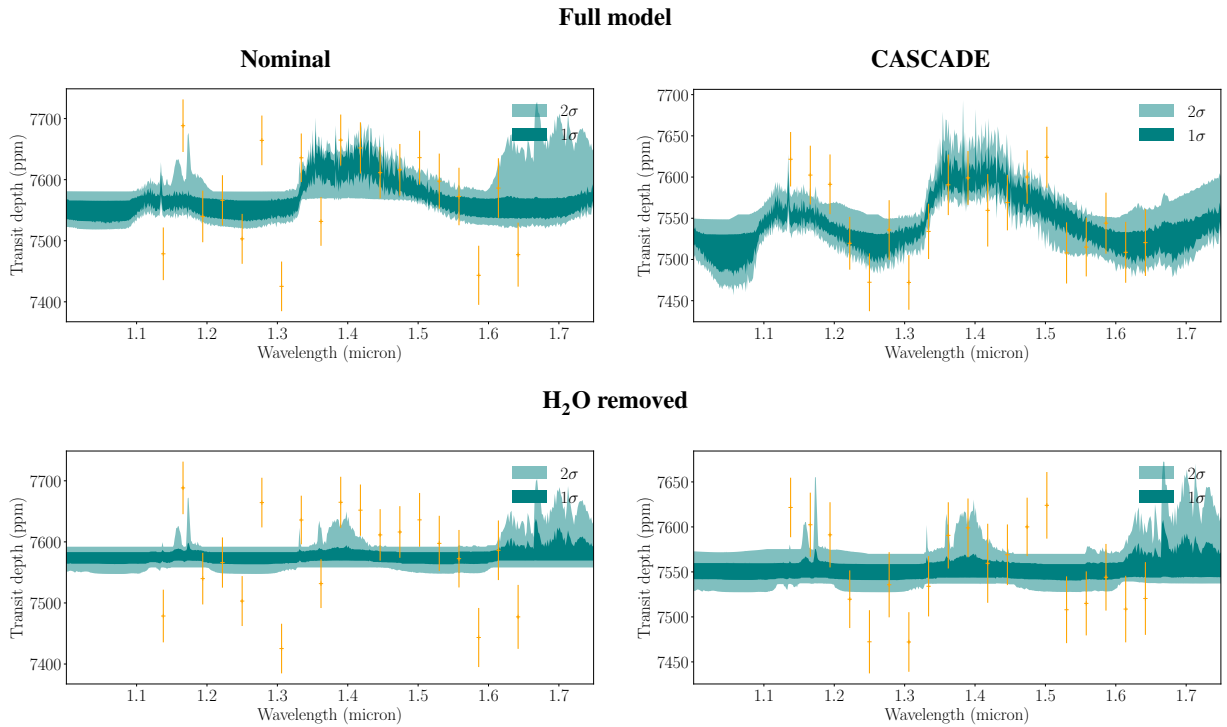 Full model
Nominal
CASCADE
Transit depth (ppm)
7700
7600
7500
7400
2σ
1σ
1.1 1.2 1.3 1.4 1.5 1.6 1.7
Wavelength (micron)
Transit depth (ppm)
7700
7650
7600
7550
7500
7450
2σ
1σ
1.1 1.2 1.3 1.4 1.5 1.6 1.7
Wavelength (micron)
H₂O removed
Transit depth (ppm)
7700
7600
7500
7400
2σ
1σ
1.1 1.2 1.3 1.4 1.5 1.6 1.7
Wavelength (micron)
Transit depth (ppm)
7650
7600
7550
7500
7450
2σ
1σ
1.1 1.2 1.3 1.4 1.5 1.6 1.7
Wavelength (micron)